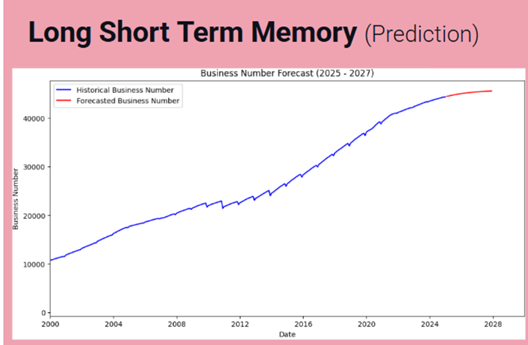 Long Short Term Memory (Prediction)
Business Number Forecast (2025 - 2027)
Historical Business Number
Forecasted Business Number
Business Number
40000
30000
20000
10000
0
2000 2004 2008 2012 2016 2020 2024 2028
Date